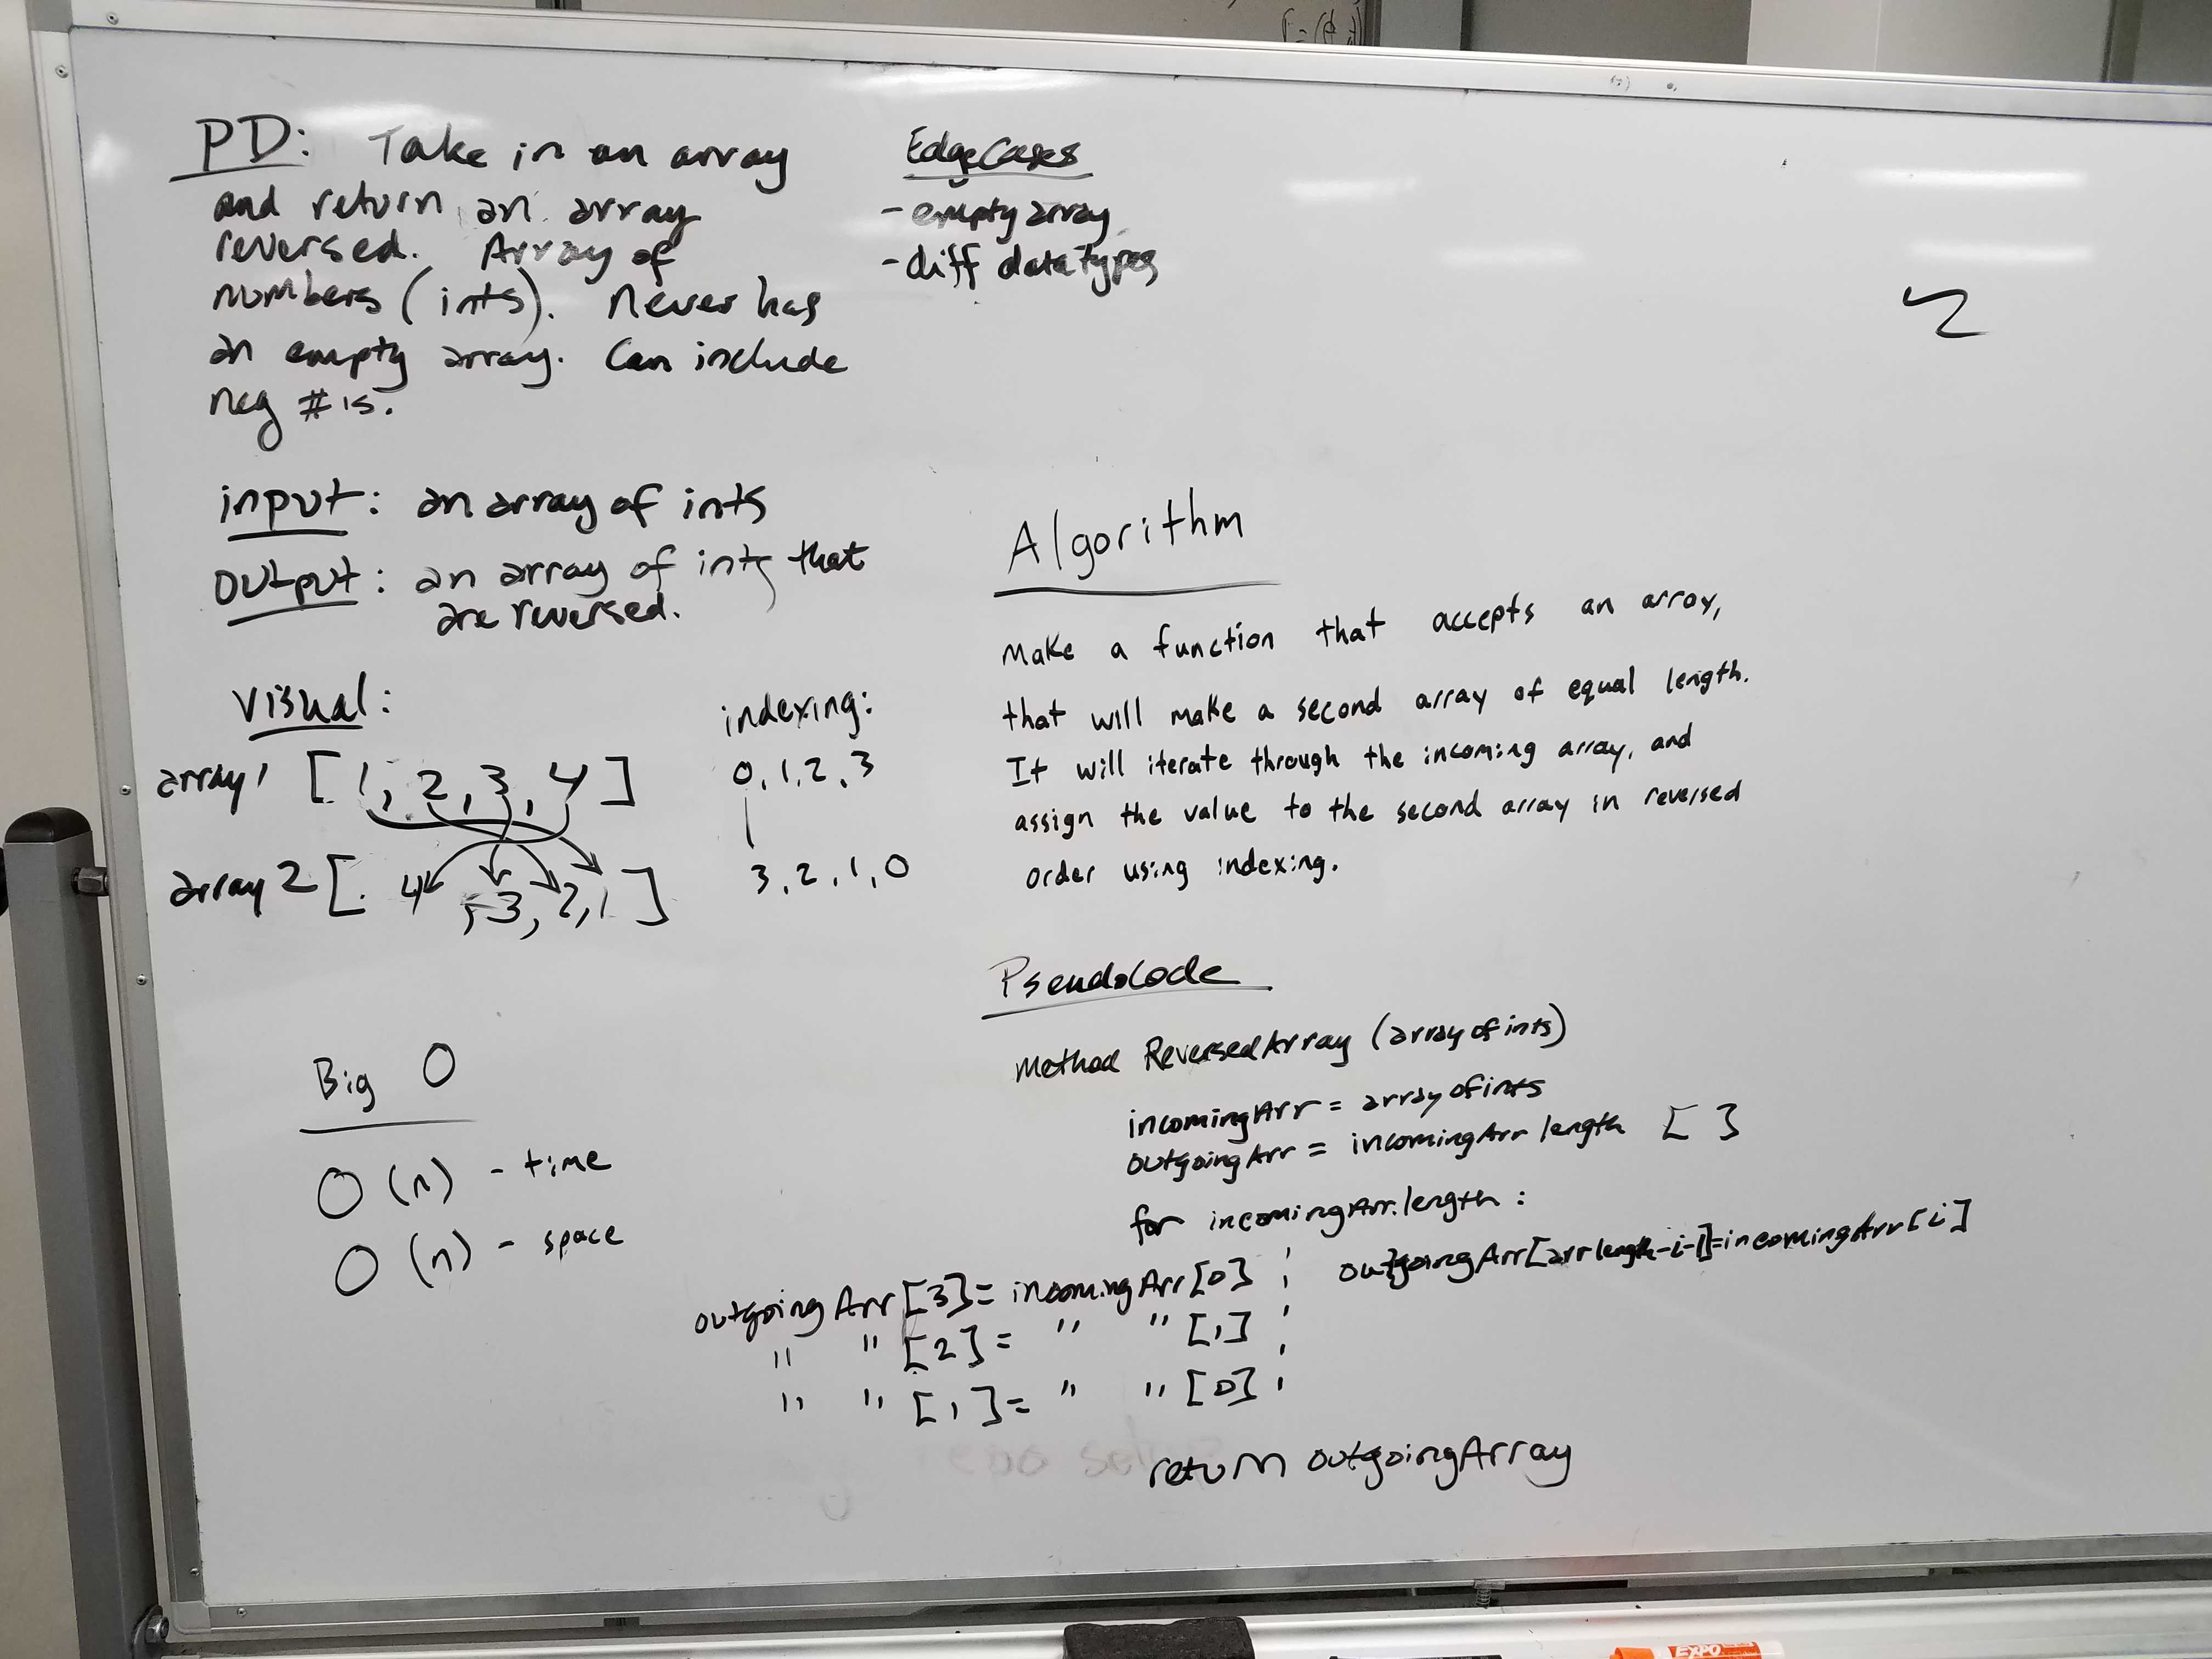 PD: Take in an array
and return an array
reversed. Array of
numbers (ints). Never has
an empty array. Can include
neg #'s.
Edge Cases
- empty array
- diff data types
input: an array of ints
output: an array of ints that
are reversed.
Visual:
array 1 [1, 2, 3, 4]
array 2 [. 4, 3, 2, 1]
indexing:
0, 1, 2, 3
3, 2, 1, 0
Big O
O (n) - time
O (n) - space
Algorithm
Make a function that accepts an array,
that will make a second array of equal length.
It will iterate through the incoming array, and
assign the value to the second array in reversed
order using indexing.
Pseudocode
Method ReversedArray (array of ints)
incomingArr = array of ints
outgoingArr = incomingArr length [ ]
for incomingArr.length :
outgoingArr[arr length-i-1]=incomingArr[i]
outgoingArr[3]= incomingArr[0] ;
" " [2] = " " [1] ;
" " [1] = " " [0] ;
return outgoingArray
EXPO